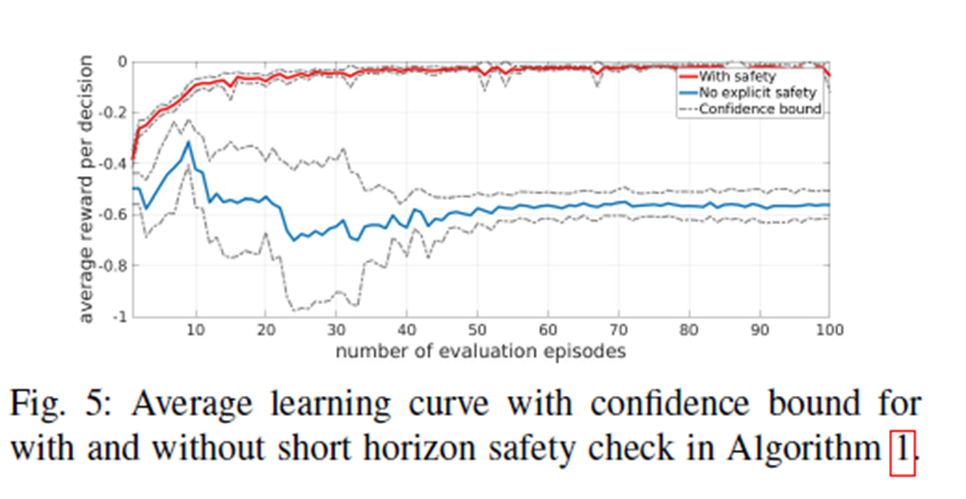 0
-0.2
-0.4
-0.6
-0.8
-1
average reward per decision
With safety
No explicit safety
Confidence bound
10 20 30 40 50 60 70 80 90 100
number of evaluation episodes
Fig. 5: Average learning curve with confidence bound for
with and without short horizon safety check in Algorithm 1.